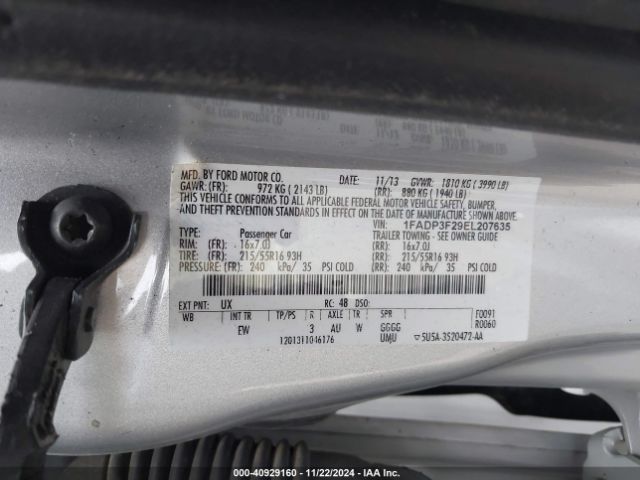 MFD. BY FORD MOTOR CO. DATE: 11/13 GVWR: 1810 KG ( 3990 LB)
GAWR: (FR): 972 KG ( 2143 LB) (RR): 880 KG ( 1940 LB)
THIS VEHICLE CONFORMS TO ALL APPLICABLE FEDERAL MOTOR VEHICLE SAFETY, BUMPER,
AND THEFT PREVENTION STANDARDS IN EFFECT ON THE DATE OF MANUFACTURE SHOWN ABOVE.
VIN: 1FADP3F29EL207635
TYPE: Passenger Car TRAILER TOWING - SEE OWNER GUIDE
RIM: (FR) 16x7.0J (RR): 16x7.0J
TIRE: (FR) 215/55R16 93H (RR): 215/55R16 93H
PRESSURE: (FR) 240 kPa/ 35 PSI COLD (RR): 240 kPa/ 35 PSI COLD
EXT PNT: UX RC: 48 DSO: F0091
WB INT TR TP/PS R AXLE TR SPR R0060
EW 3 AU W GGGG
1201311046176 UMU 5U5A-3520472-AA
000-40929160 - 11/22/2024 - IAA Inc.